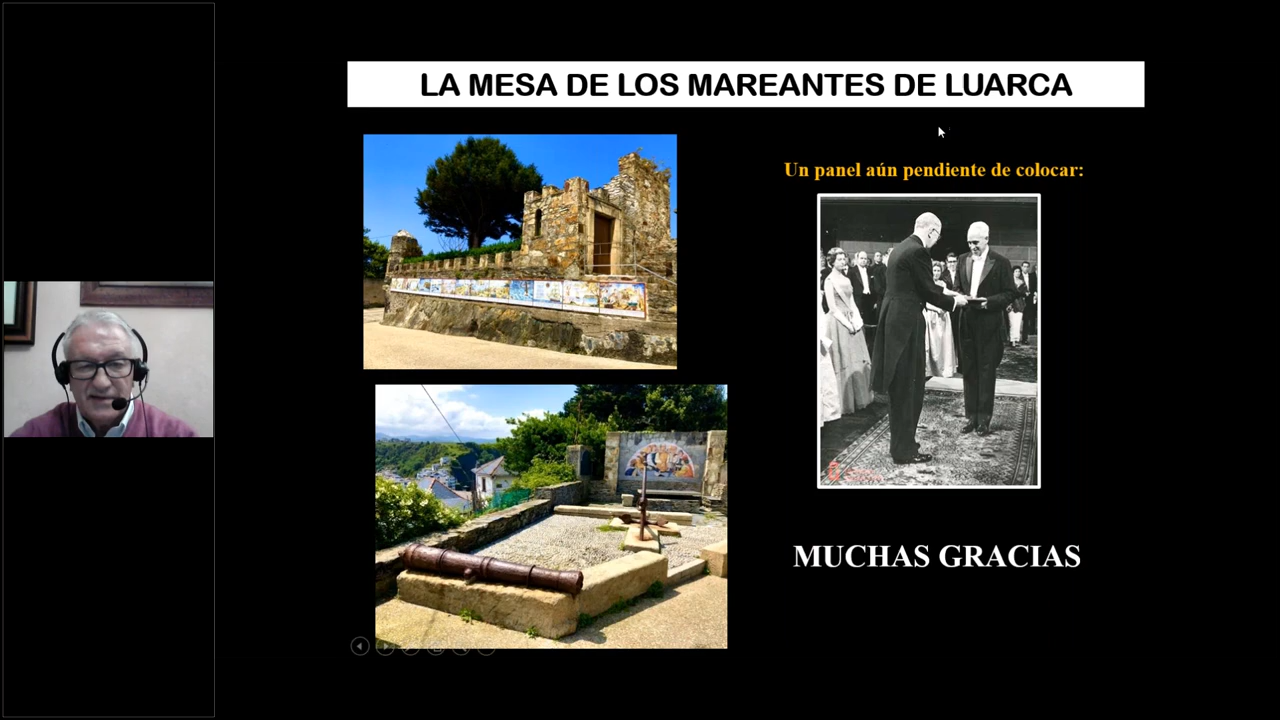 LA MESA DE LOS MAREANTES DE LUARCA
Un panel aún pendiente de colocar:
MUCHAS GRACIAS